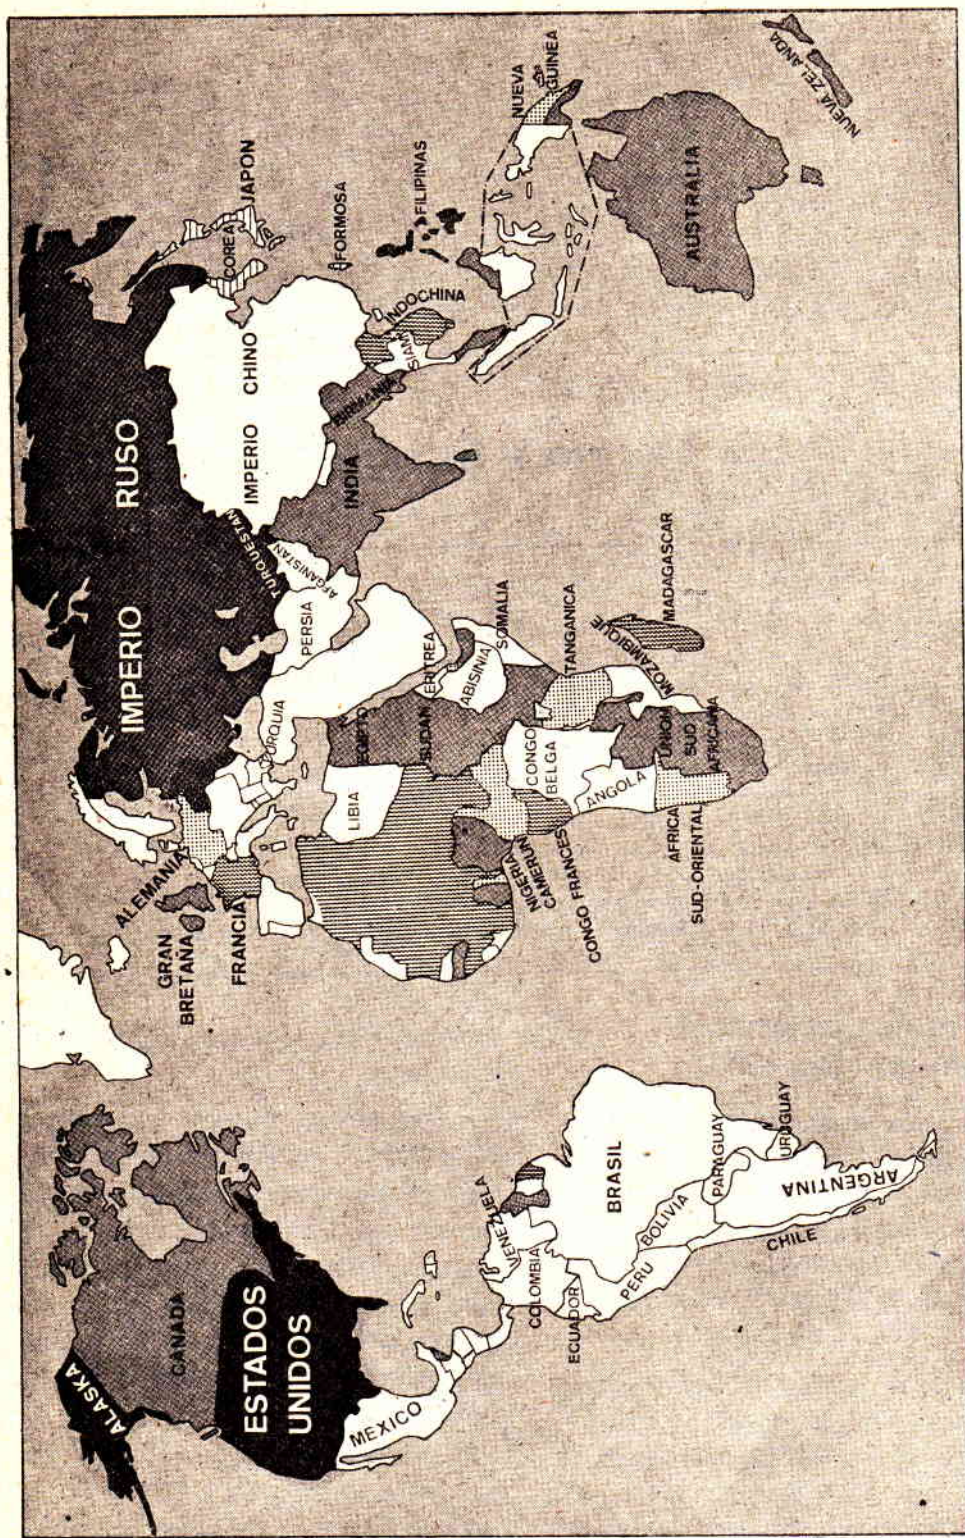 ALASKA
CANADA
ESTADOS
UNIDOS
MEXICO
VENEZUELA
COLOMBIA
ECUADOR
PERU
BRASIL
BOLIVIA
PARAGUAY
URUGUAY
ARGENTINA
CHILE
GRAN
BRETAÑA
ALEMANIA
FRANCIA
IMPERIO RUSO
TURQUESTAN
TURQUIA
PERSIA
AFGANISTAN
IMPERIO CHINO
COREA
JAPON
FORMOSA
FILIPINAS
INDIA
BIRMANIA
SIAM
INDOCHINA
LIBIA
EGIPTO
SUDAN
ERITREA
ABISINIA
SOMALIA
NIGERIA
CAMERUN
CONGO FRANCES
CONGO
BELGA
TANGANICA
ANGOLA
MOZAMBIQUE
MADAGASCAR
AFRICA
SUD-ORIENTAL
UNION
SUD
AFRICANA
NUEVA
GUINEA
AUSTRALIA
NUEVA ZELANDA